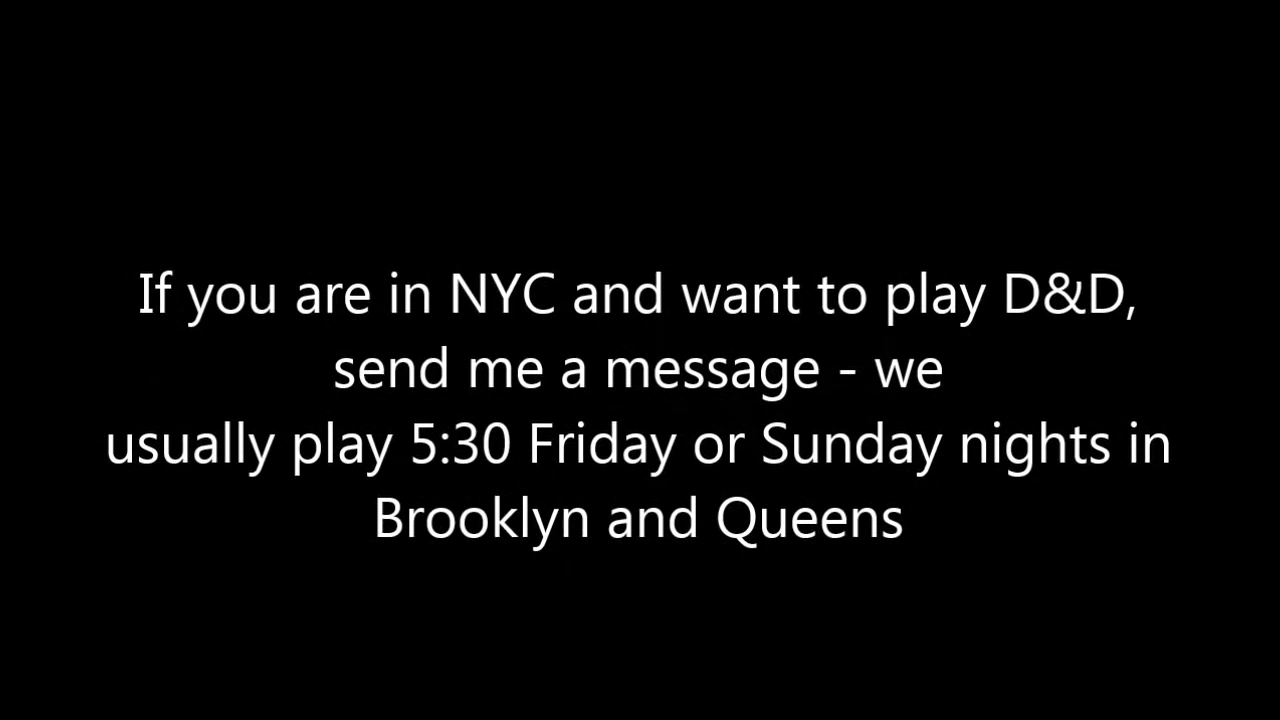 If you are in NYC and want to play D&D,
send me a message - we
usually play 5:30 Friday or Sunday nights in
Brooklyn and Queens